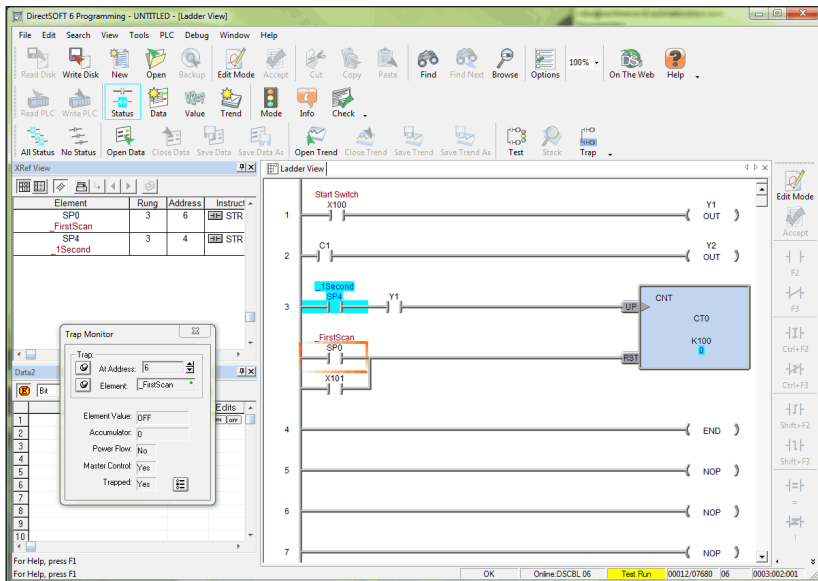 DirectSOFT 6 Programming - UNTITLED - [Ladder View]
File Edit Search View Tools PLC Debug Window Help
Read Disk Write Disk New Open Backup Edit Mode Accept Cut Copy Paste Find Find Next Browse Options 100% On The Web Help
Read PLC Write PLC Status Data Value Trend Mode Info Check
All Status No Status Open Data Close Data Save Data Save Data As Open Trend Close Trend Save Trend Save Trend As Test Stack Trap
XRef View
Element Rung Address Instruct
SP0 3 6 STR
_FirstScan
SP4 3 4 STR
_1Second
Trap Monitor
Trap:
At Address: 6
Element: _FirstScan
Element Value: OFF
Accumulator: 0
Power Flow: No
Master Control: Yes
Trapped: Yes
Data2
Bit
Edits
OFF
1
2
3
4
5
6
7
8
9
10
Ladder View
Start Switch
X100 Y1
1 OUT
C1 Y2
2 OUT
_1Second
SP4 Y1
3 UP CNT
CT0
K100
0
_FirstScan
SP0
RST
X101
4 END
5 NOP
6 NOP
7 NOP
Edit Mode
Accept
F2
F3
Ctrl+F2
Ctrl+F3
Shift+F2
Shift+F3
=
!
For Help, press F1
For Help, press F1 OK Online:DSCBL 06 Test Run 00012/07680 06 0003:002:001